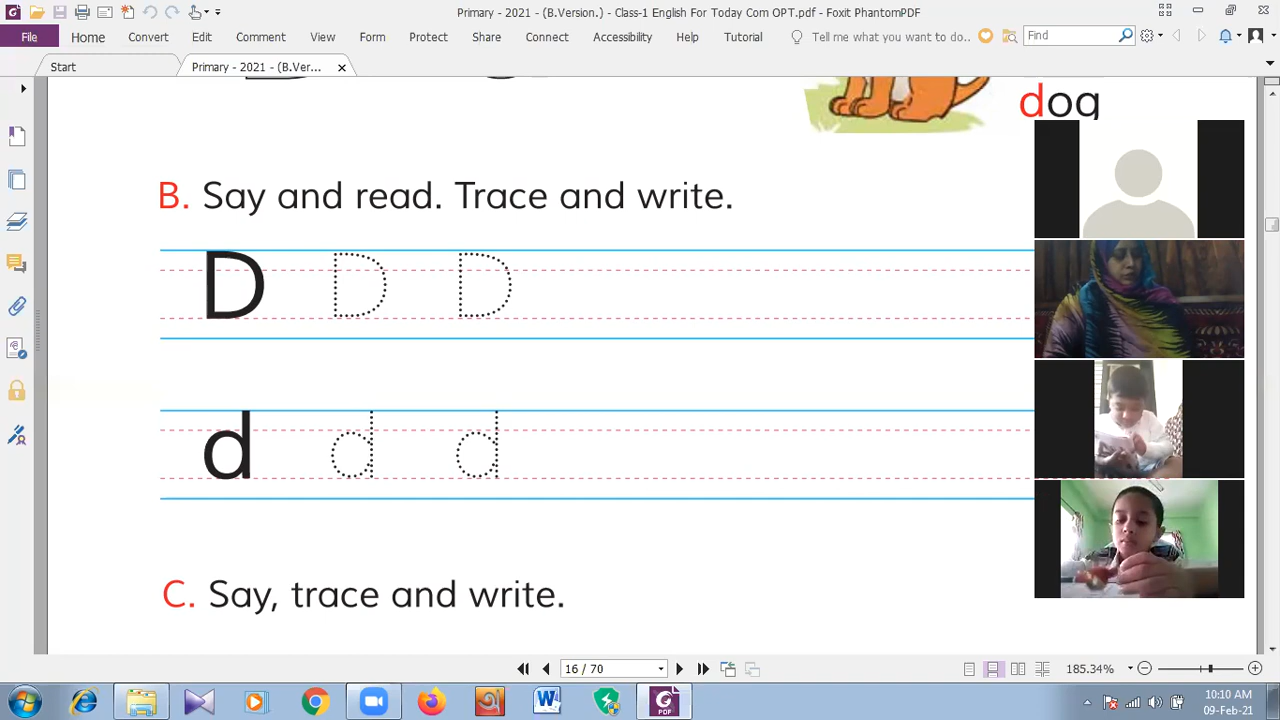 Primary - 2021 - (B.Version.) - Class-1 English For Today Com OPT.pdf - Foxit PhantomPDF
File Home Convert Edit Comment View Form Protect Share Connect Accessibility Help Tutorial Tell me what you want to do.. Find
Start Primary - 2021 - (B.Ver...
dog
B. Say and read. Trace and write.
D D D
d d d
C. Say, trace and write.
16 / 70 185.34%
PDF
10:10 AM
09-Feb-21